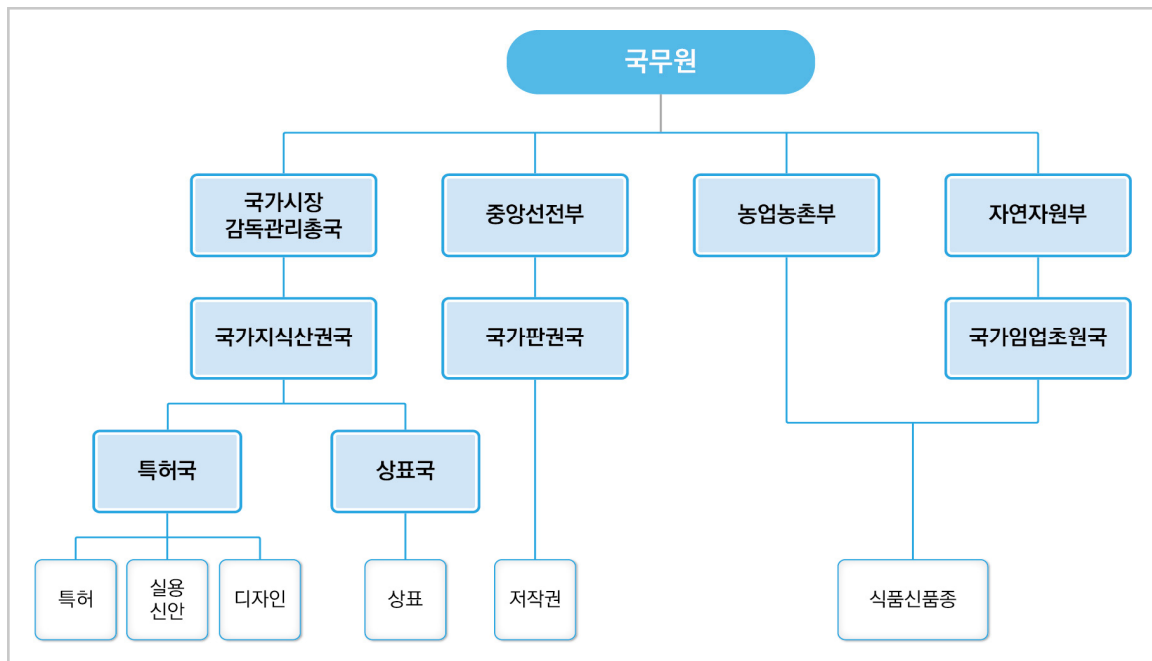 국무원
국가시장
감독관리총국
중앙선전부
농업농촌부
자연자원부
국가지식산권국
국가판권국
국가임업초원국
특허국
상표국
특허
실용
신안
디자인
상표
저작권
식품신품종